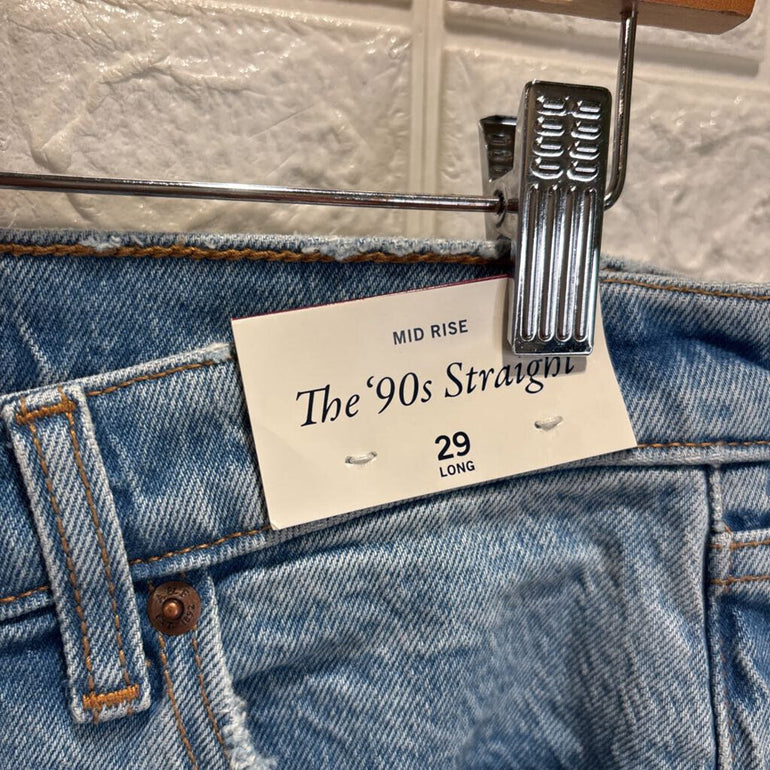 MID RISE
The ‘90s Straight
29
LONG